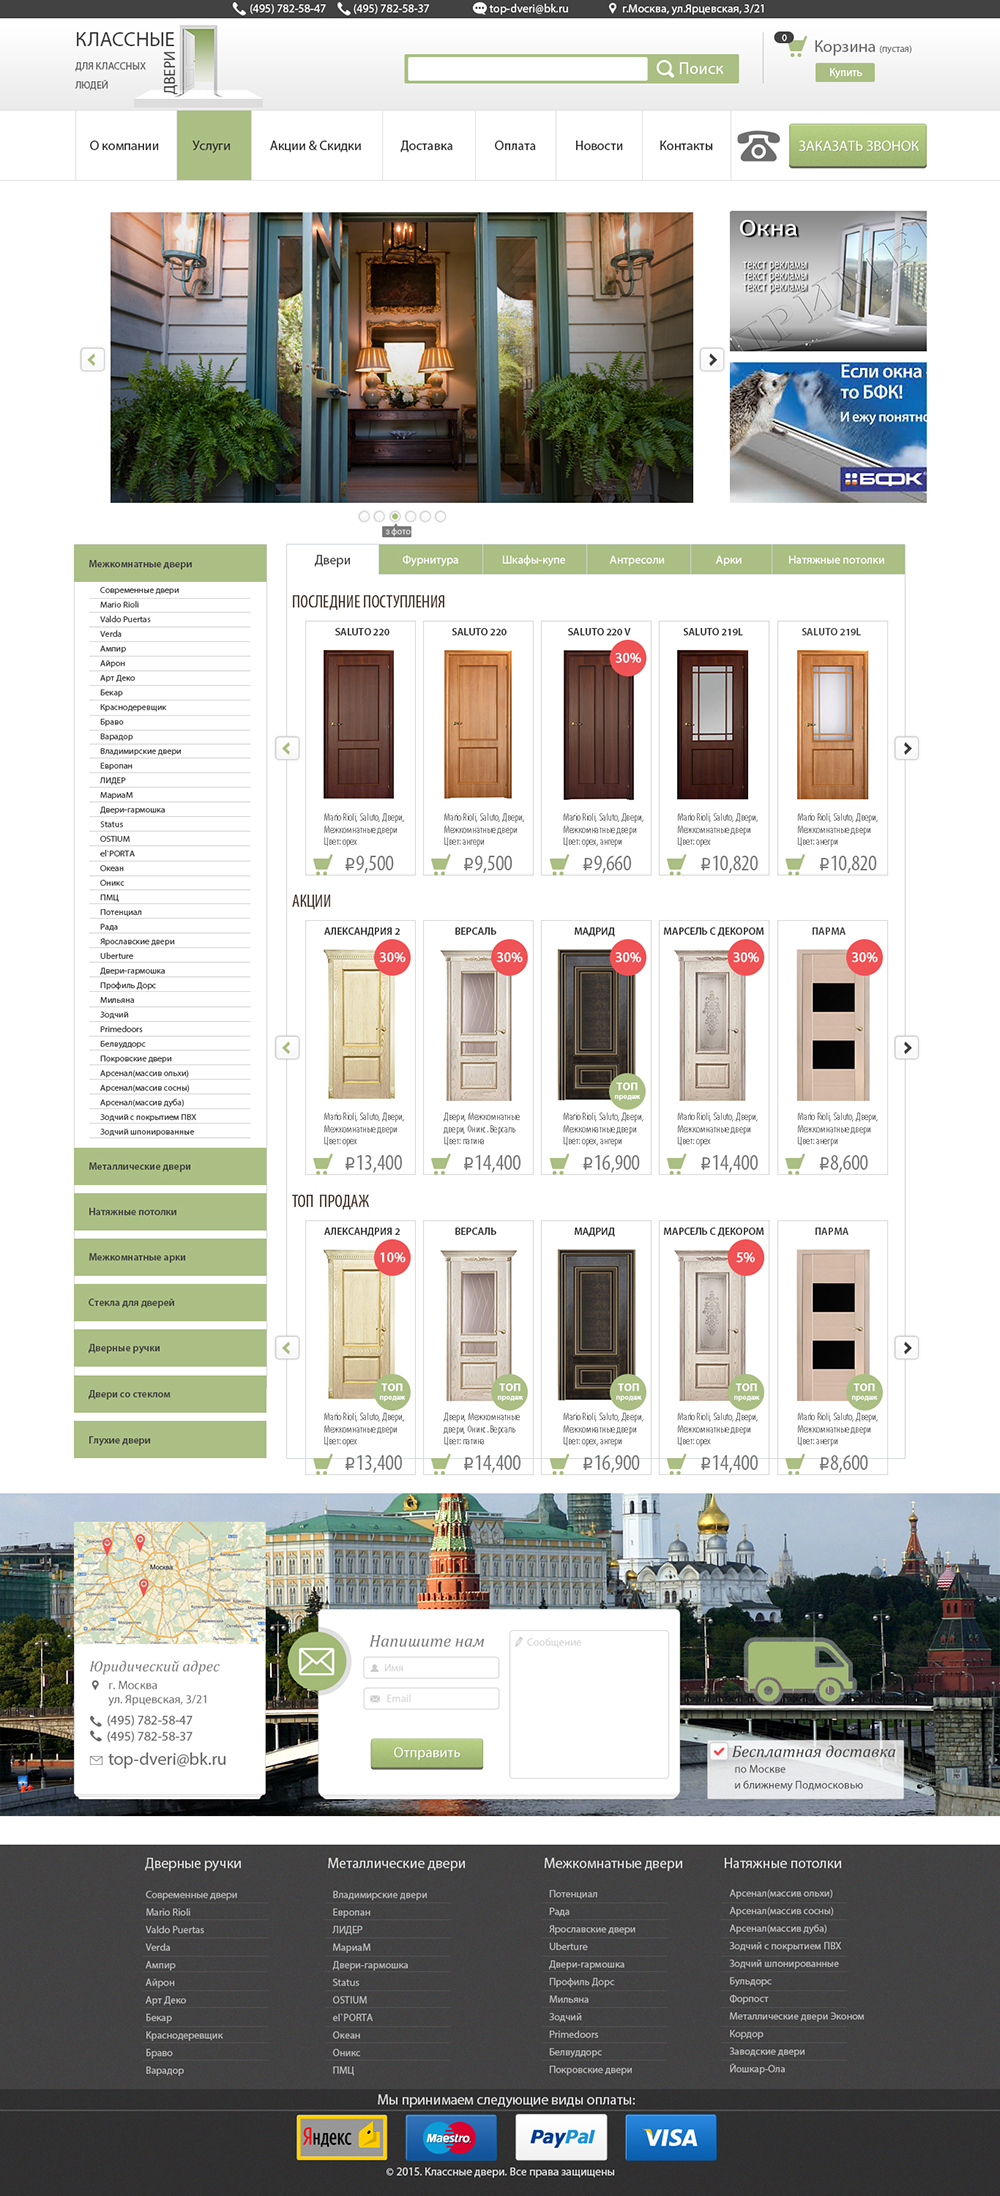 (495) 782-58-47 (495) 782-58-37 top-dveri@bk.ru г.Москва, ул.Ярцевская, 3/21
КЛАССНЫЕ
ДЛЯ КЛАССНЫХ
ЛЮДЕЙ
ДВЕРИ
Поиск
0
Корзина (пустая)
Купить
О компании Услуги Акции & Скидки Доставка Оплата Новости Контакты ЗАКАЗАТЬ ЗВОНОК
Окна
текст рекламы
текст рекламы
текст рекламы
ПРИМЕР
Если окна -
то БФК!
И ежу понятно
БФК
3 фото
Межкомнатные двери
Современные двери
Mario Rioli
Valdo Puertas
Verda
Ампир
Айрон
Арт Деко
Бекар
Краснодеревщик
Браво
Варадор
Владимирские двери
Европан
ЛИДЕР
МариаМ
Двери-гармошка
Status
OSTIUM
el`PORTA
Океан
Оникс
ПМЦ
Потенциал
Рада
Ярославские двери
Uberture
Двери-гармошка
Профиль Дорс
Мильяна
Зодчий
Primedoors
Белвуддорс
Покровские двери
Арсенал(массив ольхи)
Арсенал(массив сосны)
Арсенал(массив дуба)
Зодчий с покрытием ПВХ
Зодчий шпонированные
Металлические двери
Натяжные потолки
Межкомнатные арки
Стекла для дверей
Дверные ручки
Двери со стеклом
Глухие двери
Двери Фурнитура Шкафы-купе Антресоли Арки Натяжные потолки
ПОСЛЕДНИЕ ПОСТУПЛЕНИЯ
SALUTO 220 SALUTO 220 SALUTO 220 V SALUTO 219L SALUTO 219L
30%
Mario Rioli, Saluto, Двери, Mario Rioli, Saluto, Двери, Mario Rioli, Saluto, Двери, Mario Rioli, Saluto, Двери, Mario Rioli, Saluto, Двери,
Межкомнатные двери Межкомнатные двери Межкомнатные двери Межкомнатные двери Межкомнатные двери
Цвет: орех Цвет: ангери Цвет: орех, ангери Цвет: орех Цвет: анегри
₽9,500 ₽9,500 ₽9,660 ₽10,820 ₽10,820
АКЦИИ
АЛЕКСАНДРИЯ 2 ВЕРСАЛЬ МАДРИД МАРСЕЛЬ С ДЕКОРОМ ПАРМА
30% 30% 30% 30% 30%
ТОП
продаж
Mario Rioli, Saluto, Двери, Двери, Межкомнатные Mario Rioli, Saluto, Двери, Mario Rioli, Saluto, Двери, Mario Rioli, Saluto, Двери,
Межкомнатные двери двери, Оникс . Версаль Межкомнатные двери Межкомнатные двери Межкомнатные двери
Цвет: орех Цвет: патина Цвет: орех, ангери Цвет: орех Цвет: анегри
₽13,400 ₽14,400 ₽16,900 ₽14,400 ₽8,600
ТОП ПРОДАЖ
АЛЕКСАНДРИЯ 2 ВЕРСАЛЬ МАДРИД МАРСЕЛЬ С ДЕКОРОМ ПАРМА
10% 5%
ТОП ТОП ТОП ТОП ТОП
продаж продаж продаж продаж продаж
Mario Rioli, Saluto, Двери, Двери, Межкомнатные Mario Rioli, Saluto, Двери, Mario Rioli, Saluto, Двери, Mario Rioli, Saluto, Двери,
Межкомнатные двери двери, Оникс . Версаль Межкомнатные двери Межкомнатные двери Межкомнатные двери
Цвет: орех Цвет: патина Цвет: орех, ангери Цвет: орех Цвет: анегри
₽13,400 ₽14,400 ₽16,900 ₽14,400 ₽8,600
Москва
Юридический адрес
г. Москва
ул. Ярцевская, 3/21
(495) 782-58-47
(495) 782-58-37
top-dveri@bk.ru
Напишите нам
Имя
Email
Отправить
Сообщение
Бесплатная доставка
по Москве
и ближнему Подмосковью
Дверные ручки
Современные двери
Mario Rioli
Valdo Puertas
Verda
Ампир
Айрон
Арт Деко
Бекар
Краснодеревщик
Браво
Варадор
Металлические двери
Владимирские двери
Европан
ЛИДЕР
МариаМ
Двери-гармошка
Status
OSTIUM
el`PORTA
Океан
Оникс
ПМЦ
Межкомнатные двери
Потенциал
Рада
Ярославские двери
Uberture
Двери-гармошка
Профиль Дорс
Мильяна
Зодчий
Primedoors
Белвуддорс
Покровские двери
Натяжные потолки
Арсенал(массив ольхи)
Арсенал(массив сосны)
Арсенал(массив дуба)
Зодчий с покрытием ПВХ
Зодчий шпонированные
Бульдорс
Форпост
Металлические двери Эконом
Кордор
Заводские двери
Йошкар-Ола
Мы принимаем следующие виды оплаты:
Яндекс Maestro PayPal VISA
© 2015. Классные двери. Все права защищены